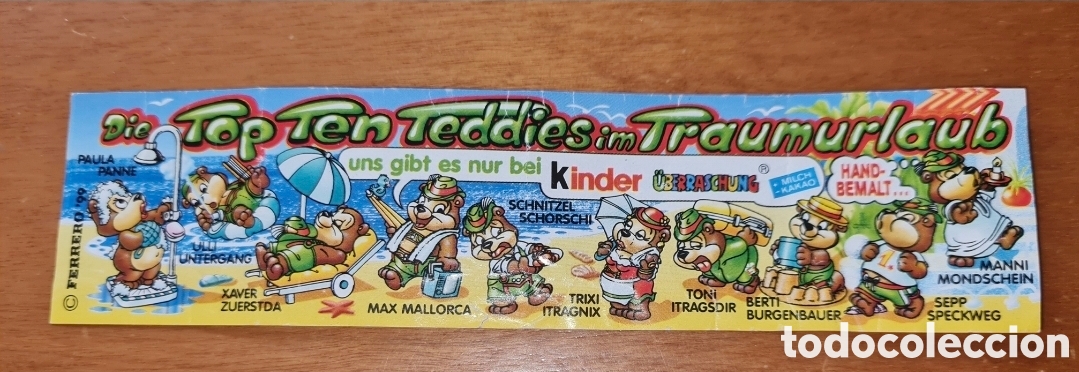 Die Top Ten Teddies im Traumurlaub
uns gibt es nur bei kinder ÜBERRASCHUNG ®
+ MILCH
- KAKAO
HAND-
BEMALT...
PAULA
PANNE
ULLI
UNTERGANG
XAVER
ZUERSTDA
MAX MALLORCA
SCHNITZEL
SCHORSCHI
TRIXI
ITRAGNIX
TONI
ITRAGSDIR
BERTI
BURGENBAUER
SEPP
SPECKWEG
MANNI
MONDSCHEIN
© FERRERO '99
1.
todocoleccion